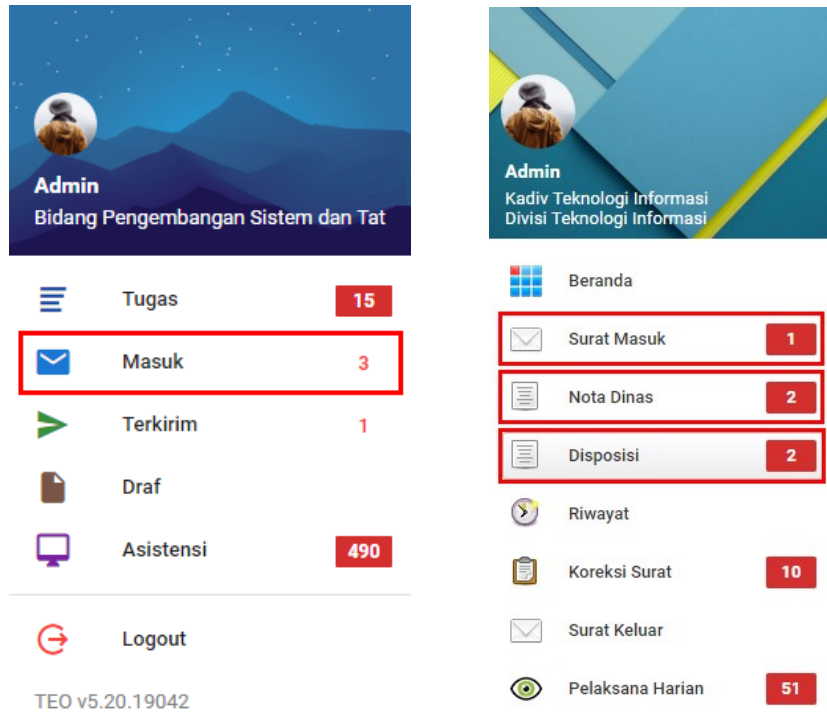 Admin
Bidang Pengembangan Sistem dan Tat
Tugas 15
Masuk 3
Terkirim 1
Draf
Asistensi 490
Logout
TEO v5.20.19042
Admin
Kadiv Teknologi Informasi
Divisi Teknologi Informasi
Beranda
Surat Masuk 1
Nota Dinas 2
Disposisi 2
Riwayat
Koreksi Surat 10
Surat Keluar
Pelaksana Harian 51